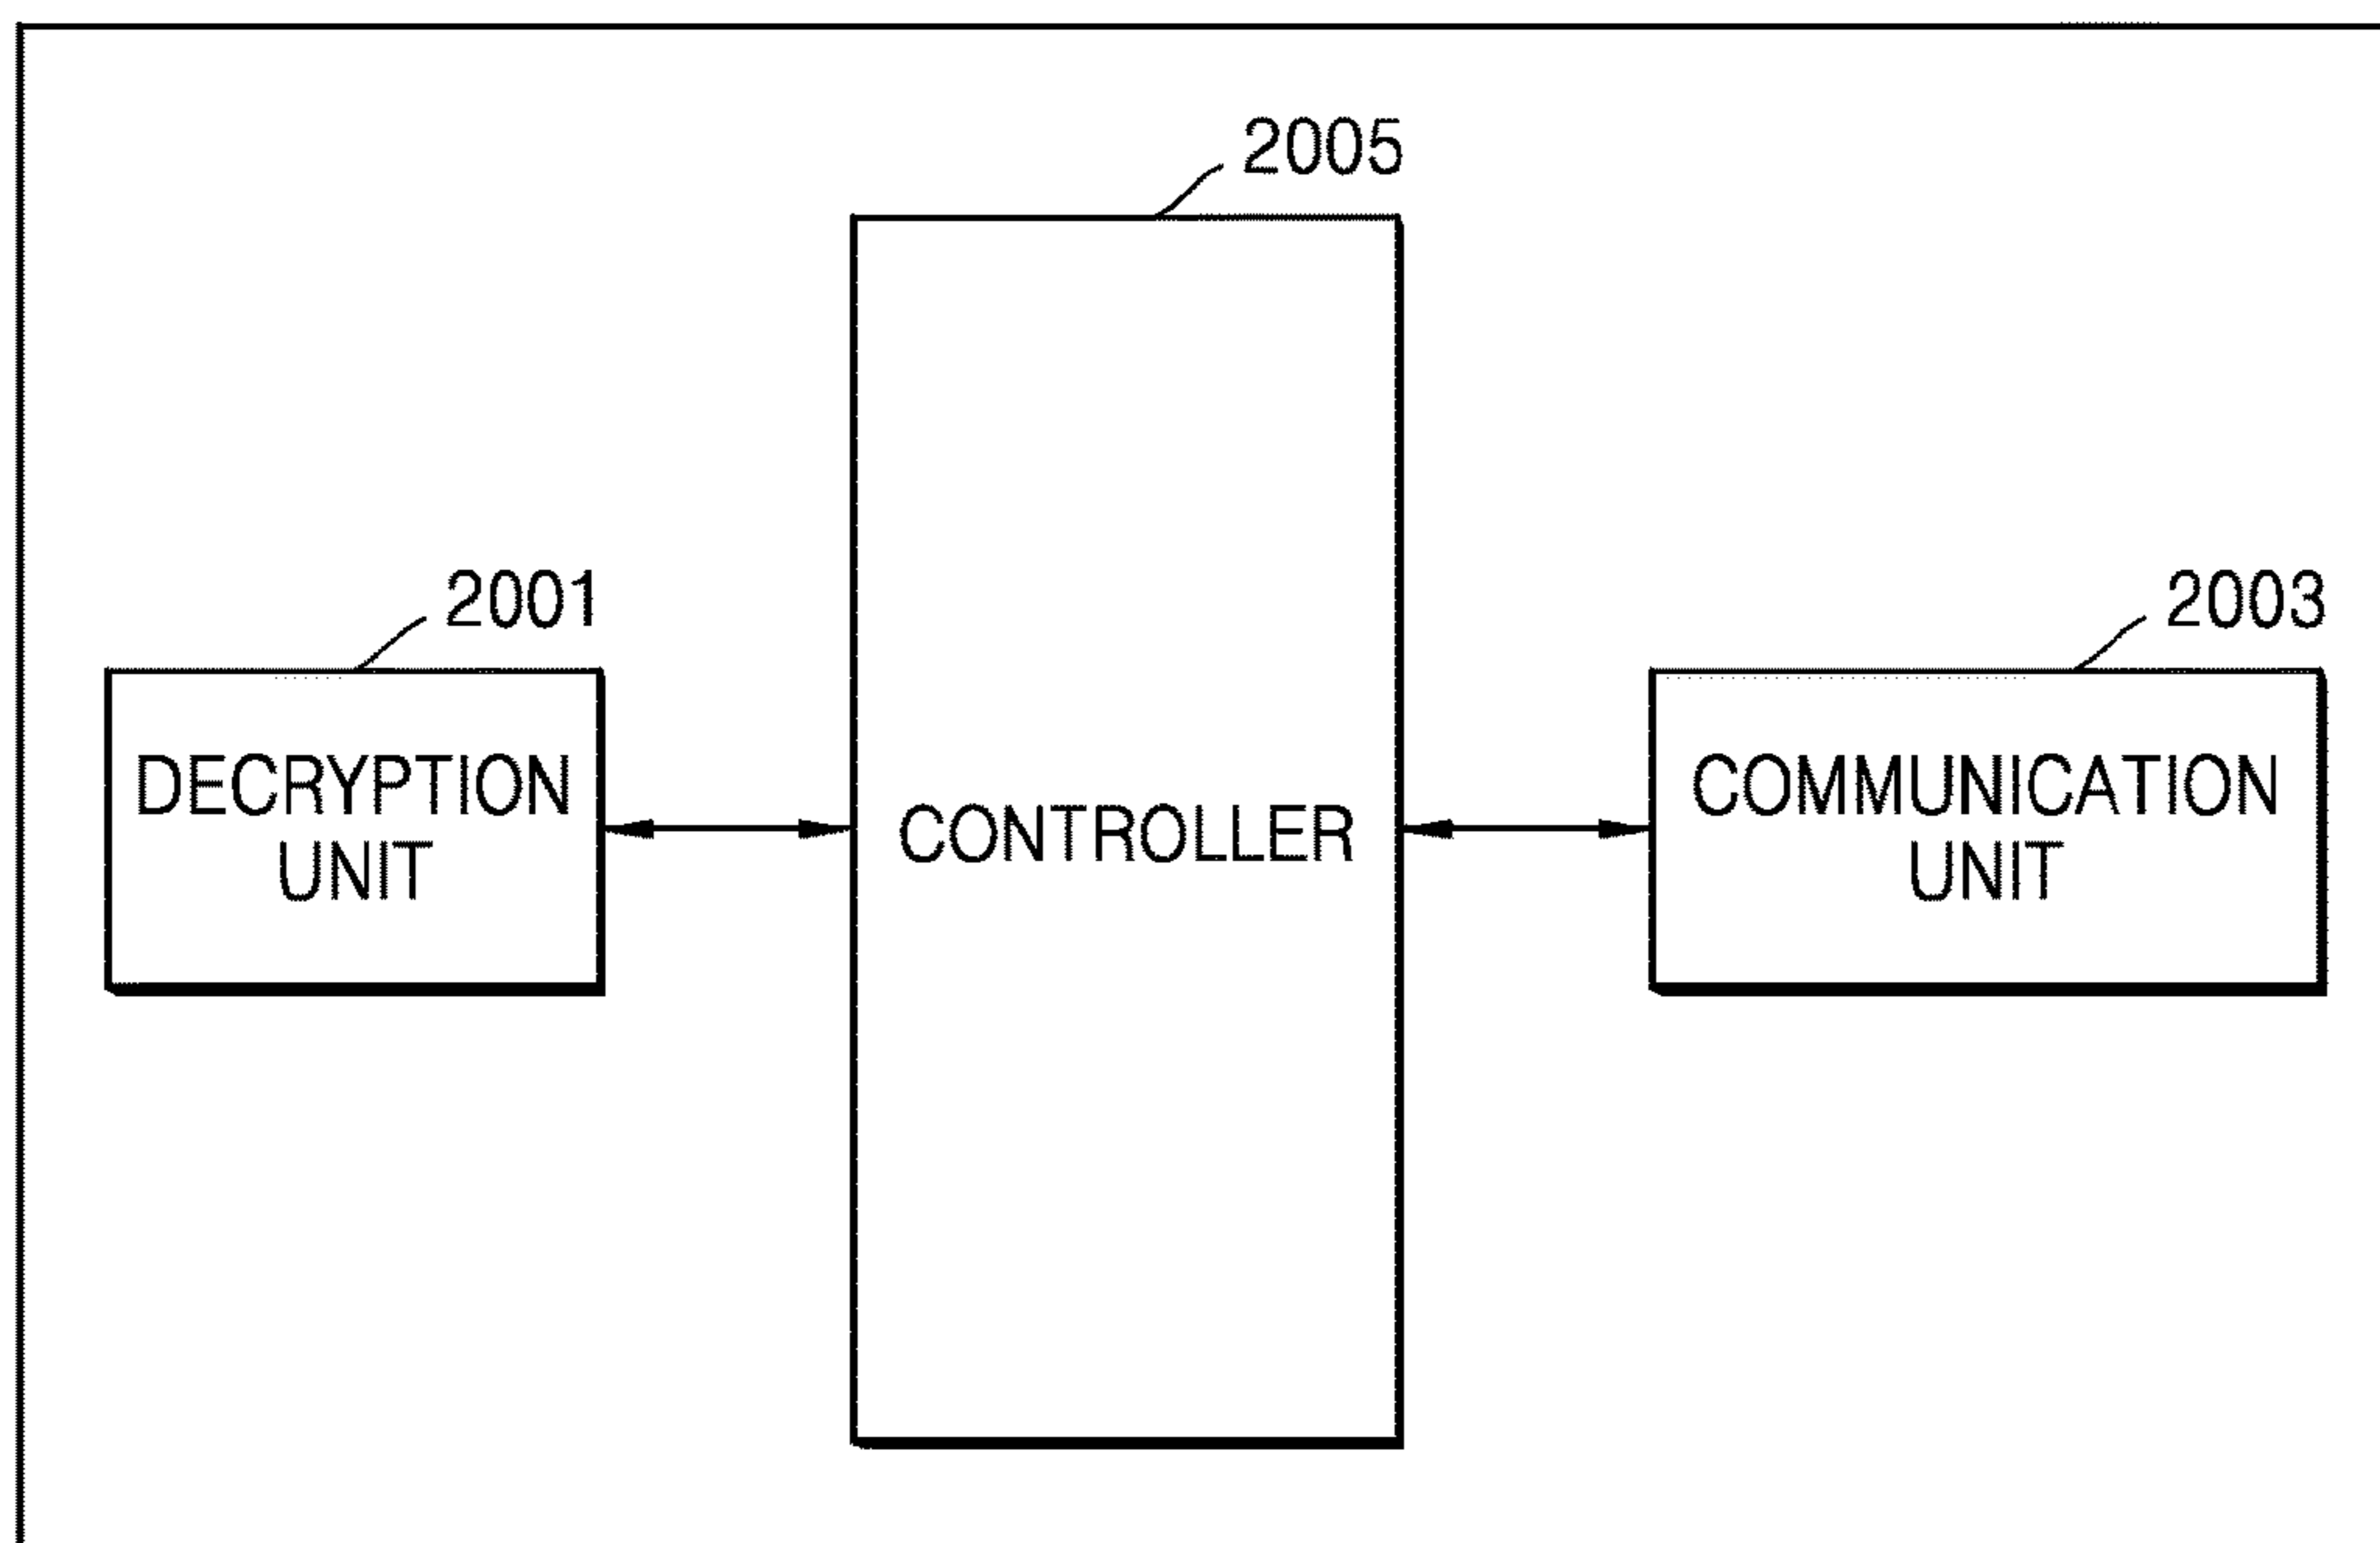 2005
2001
2003
DECRYPTION
UNIT
CONTROLLER
COMMUNICATION
UNIT